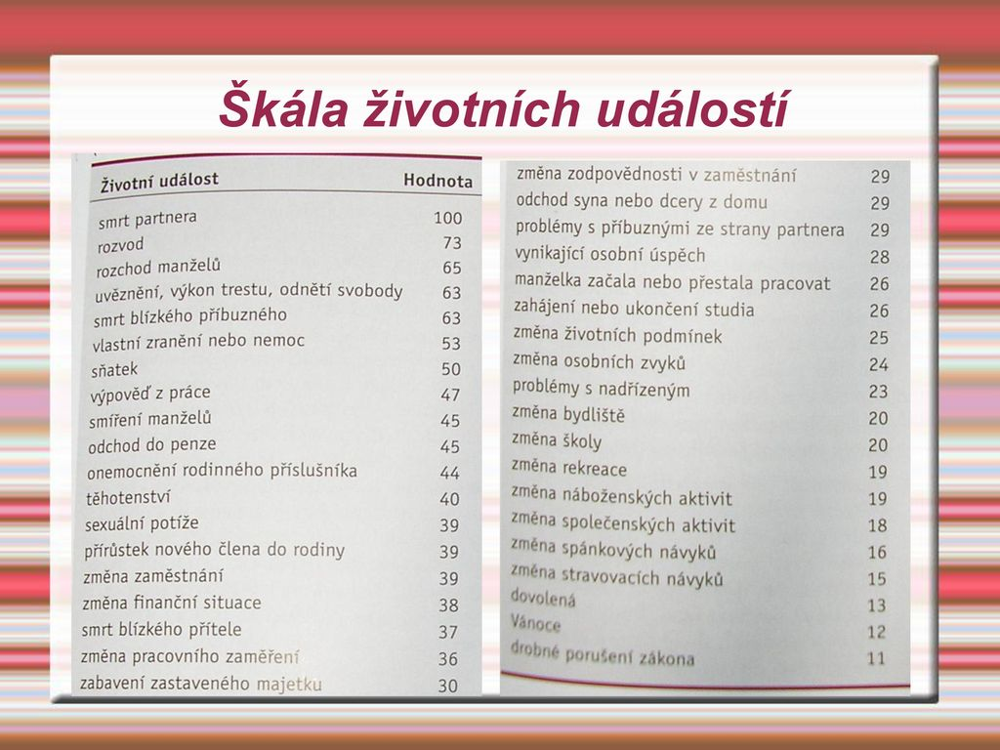 Škála životních událostí
Životní událost Hodnota
smrt partnera 100
rozvod 73
rozchod manželů 65
uvěznění, výkon trestu, odnětí svobody 63
smrt blízkého příbuzného 63
vlastní zranění nebo nemoc 53
sňatek 50
výpověď z práce 47
smíření manželů 45
odchod do penze 45
onemocnění rodinného příslušníka 44
těhotenství 40
sexuální potíže 39
přírůstek nového člena do rodiny 39
změna zaměstnání 39
změna finanční situace 38
smrt blízkého přítele 37
změna pracovního zaměření 36
zabavení zastaveného majetku 30
změna zodpovědnosti v zaměstnání 29
odchod syna nebo dcery z domu 29
problémy s příbuznými ze strany partnera 29
vynikající osobní úspěch 28
manželka začala nebo přestala pracovat 26
zahájení nebo ukončení studia 26
změna životních podmínek 25
změna osobních zvyků 24
problémy s nadřízeným 23
změna bydliště 20
změna školy 20
změna rekreace 19
změna náboženských aktivit 19
změna společenských aktivit 18
změna spánkových návyků 16
změna stravovacích návyků 15
dovolená 13
Vánoce 12
drobné porušení zákona 11